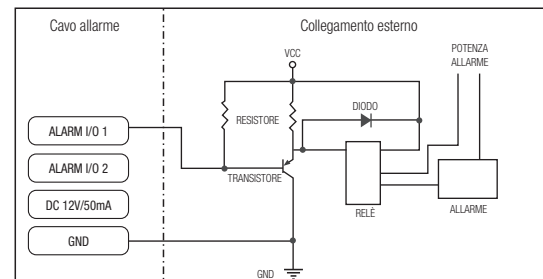 Cavo allarme
Collegamento esterno
VCC
POTENZA
ALLARME
DIODO
RESISTORE
ALARM I/O 1
ALARM I/O 2
TRANSISTORE
DC 12V/50mA
RELÈ
ALLARME
GND
GND